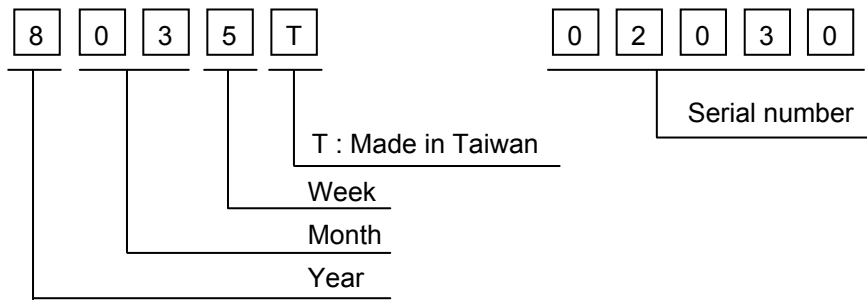 8 0 3 5 T 0 2 0 3 0
Serial number
T : Made in Taiwan
Week
Month
Year